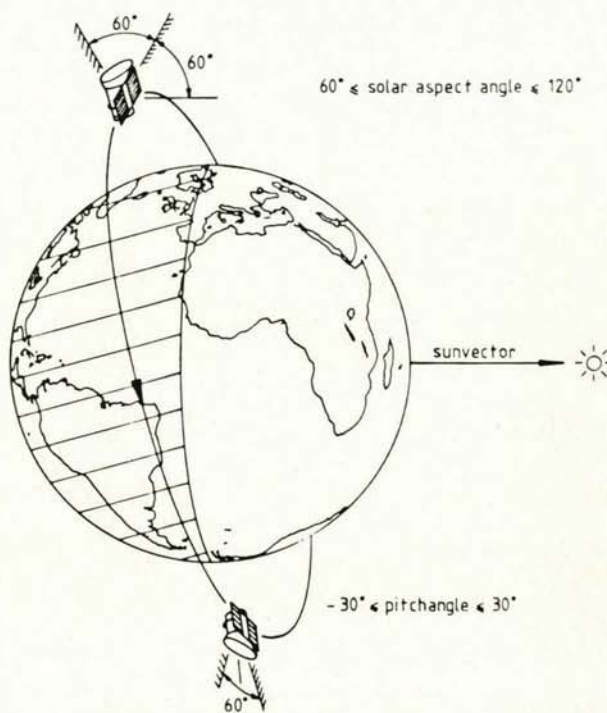 60°
60°
60° ⩽ solar aspect angle ⩽ 120°
sunvector
-30° ⩽ pitchangle ⩽ 30°
60°